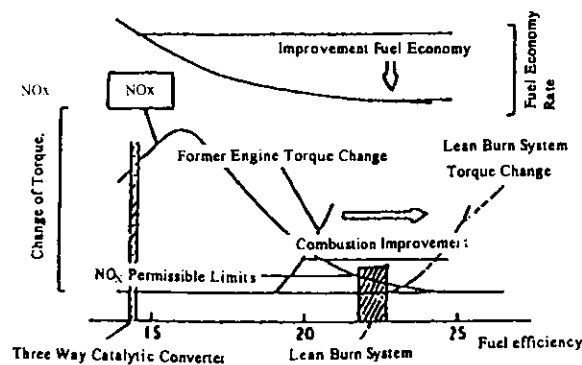 Improvement Fuel Economy
Fuel Economy
Rate
NOx
NOx
Change of Torque.
Former Engine Torque Change
Lean Burn System
Torque Change
Combustion Improvement
NOx Permissible Limits
15
20
25
Fuel efficiency
Three Way Catalytic Converter
Lean Burn System